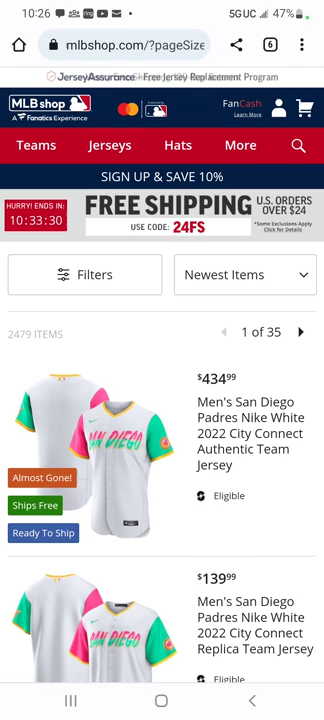 10:26
ring
5GUC
47%
mlbshop.com/?pageSize
6
JerseyAssurance
Free Jersey Replacement Program
MLB shop
A Fanatics Experience
FanCash
Learn More
Teams Jerseys Hats More
SIGN UP & SAVE 10%
HURRY! ENDS IN:
10:33:30
FREE SHIPPING
U.S. ORDERS
OVER $24
USE CODE: 24FS
*Some Exclusions Apply
Click for Details
Filters
Newest Items
2479 ITEMS
1 of 35
SAN DIEGO
Almost Gone!
Ships Free
Ready To Ship
$434 99
Men's San Diego
Padres Nike White
2022 City Connect
Authentic Team
Jersey
Eligible
SAN DIEGO
$139 99
Men's San Diego
Padres Nike White
2022 City Connect
Replica Team Jersey
Eligible